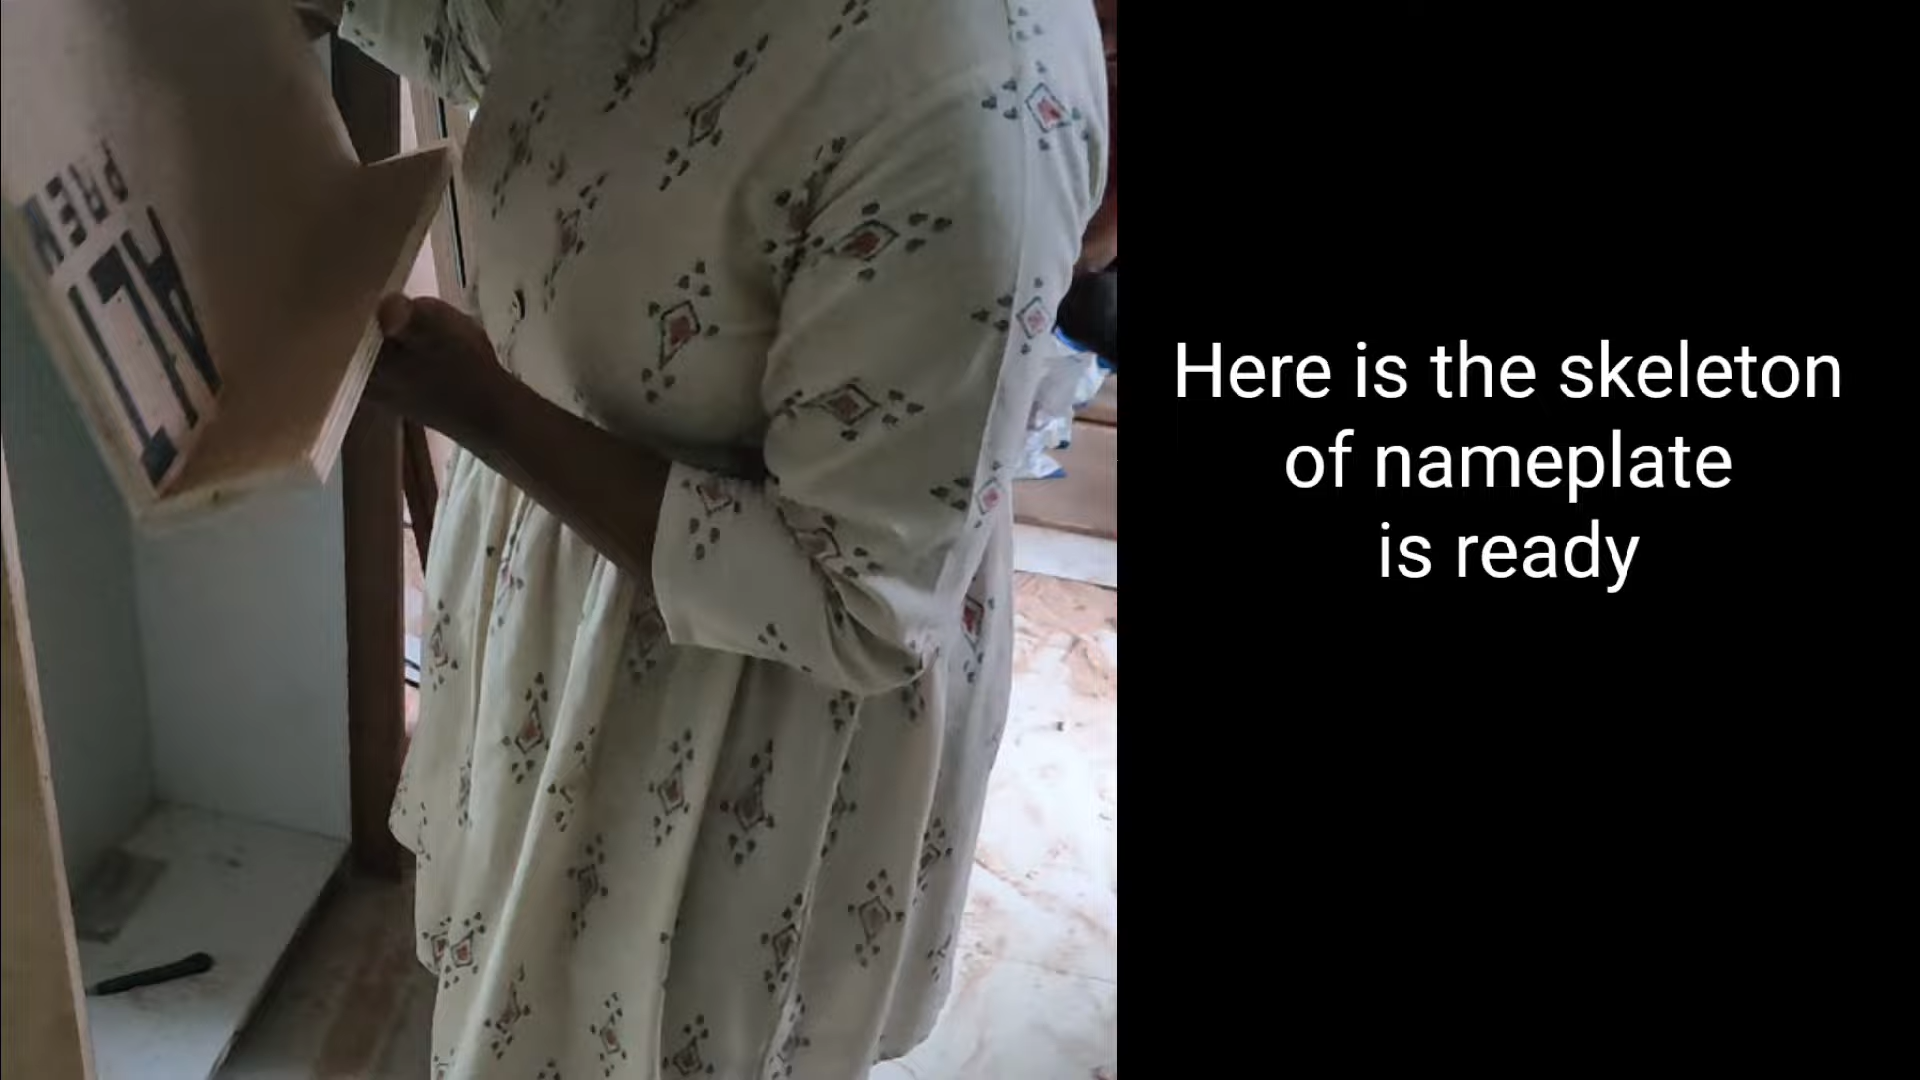 Here is the skeleton
of nameplate
is ready